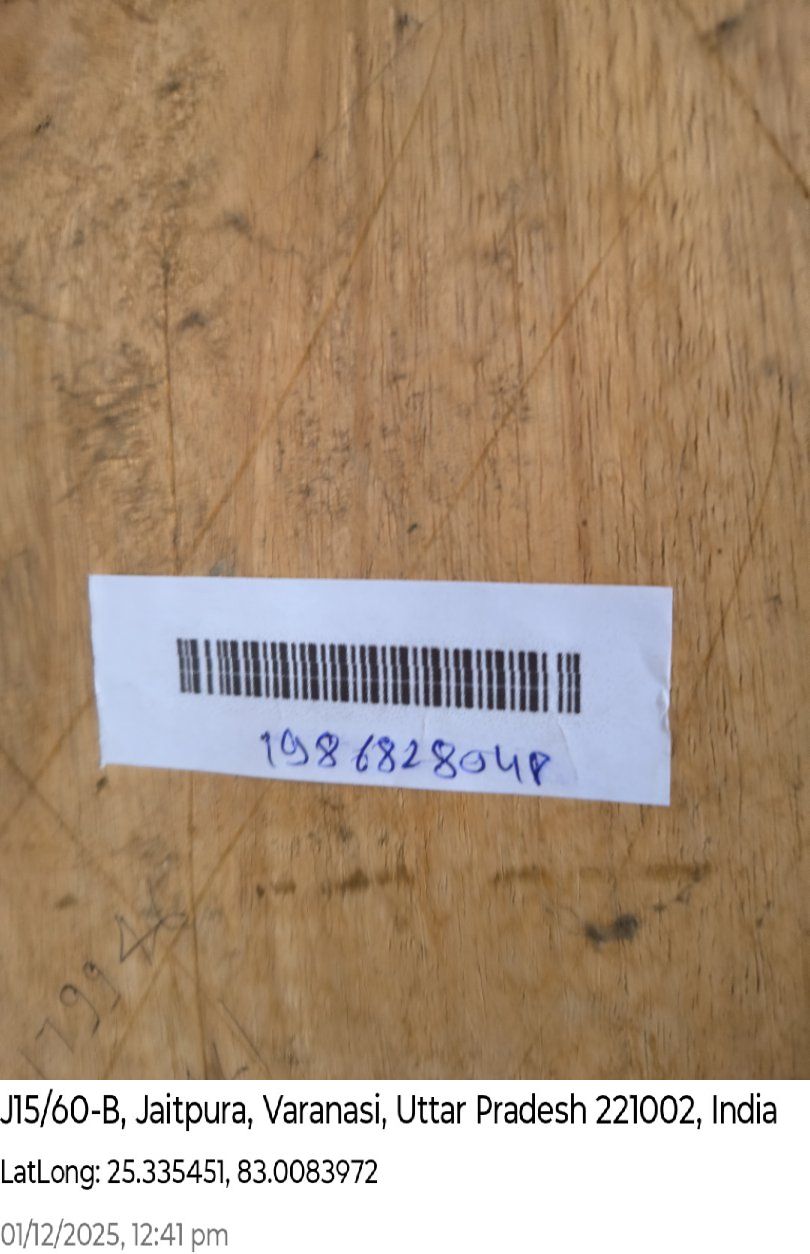 1986828048
J15/60-B, Jaitpura, Varanasi, Uttar Pradesh 221002, India
LatLong: 25.335451, 83.0083972
01/12/2025, 12:41 pm